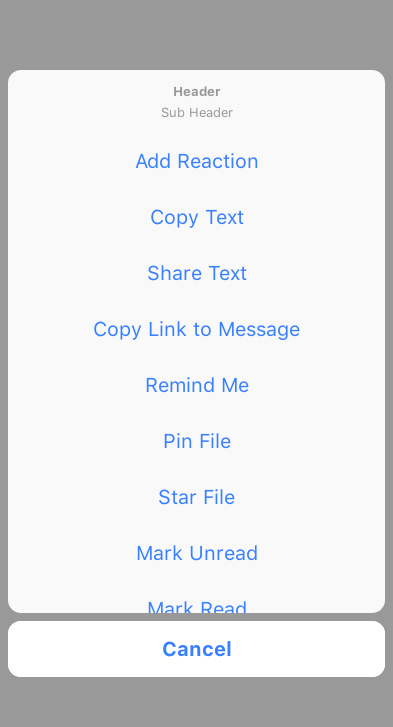 Header
Sub Header
Add Reaction
Copy Text
Share Text
Copy Link to Message
Remind Me
Pin File
Star File
Mark Unread
Mark Read
Cancel